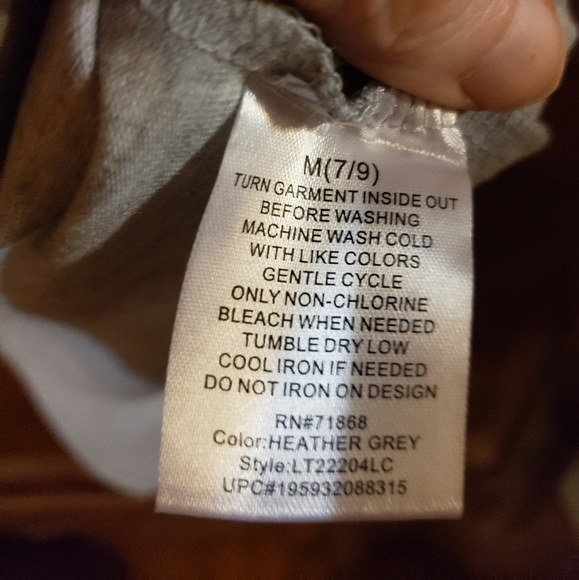 M(7/9)
TURN GARMENT INSIDE OUT
BEFORE WASHING
MACHINE WASH COLD
WITH LIKE COLORS
GENTLE CYCLE
ONLY NON-CHLORINE
BLEACH WHEN NEEDED
TUMBLE DRY LOW
COOL IRON IF NEEDED
DO NOT IRON ON DESIGN
RN#71868
Color:HEATHER GREY
Style:LT22204LC
UPC#195932088315